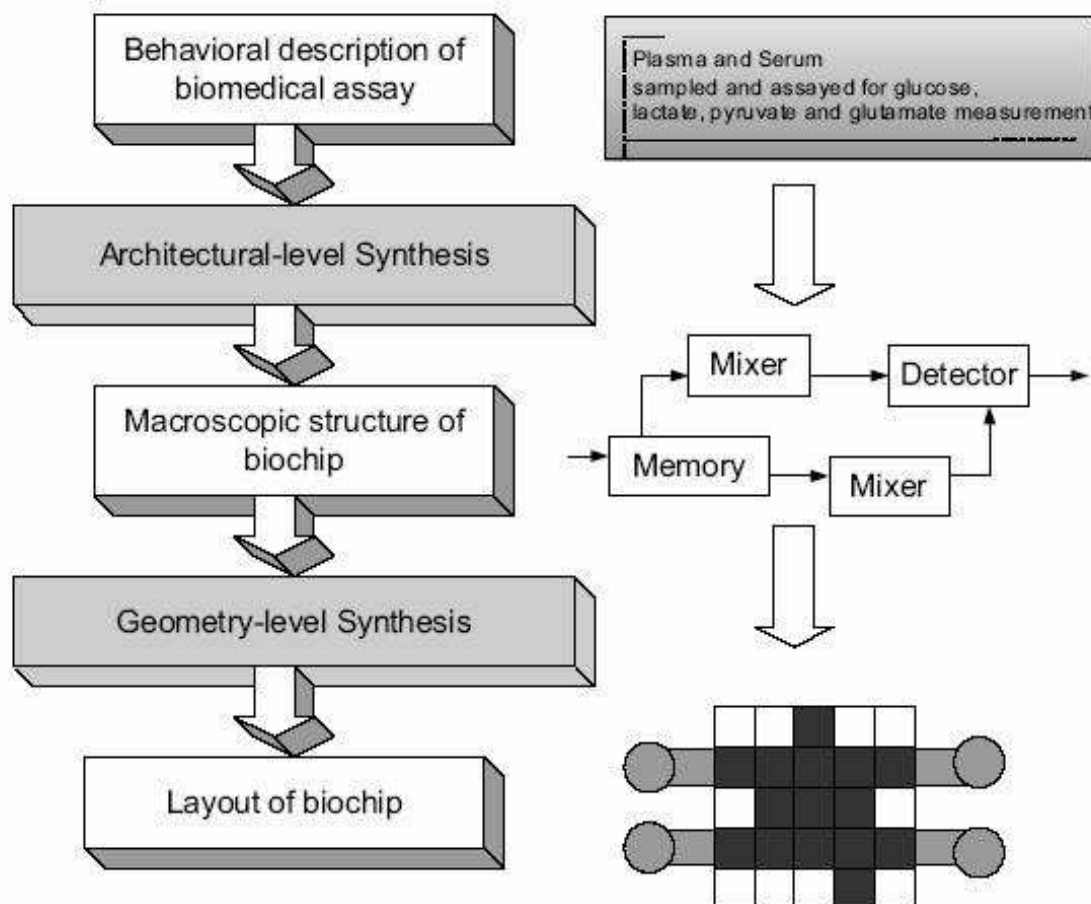 Behavioral description of
biomedical assay
Plasma and Serum
sampled and assayed for glucose,
lactate, pyruvate and glutamate measurement
Architectural-level Synthesis
Macroscopic structure of
biochip
Mixer
Detector
Memory
Mixer
Geometry-level Synthesis
Layout of biochip